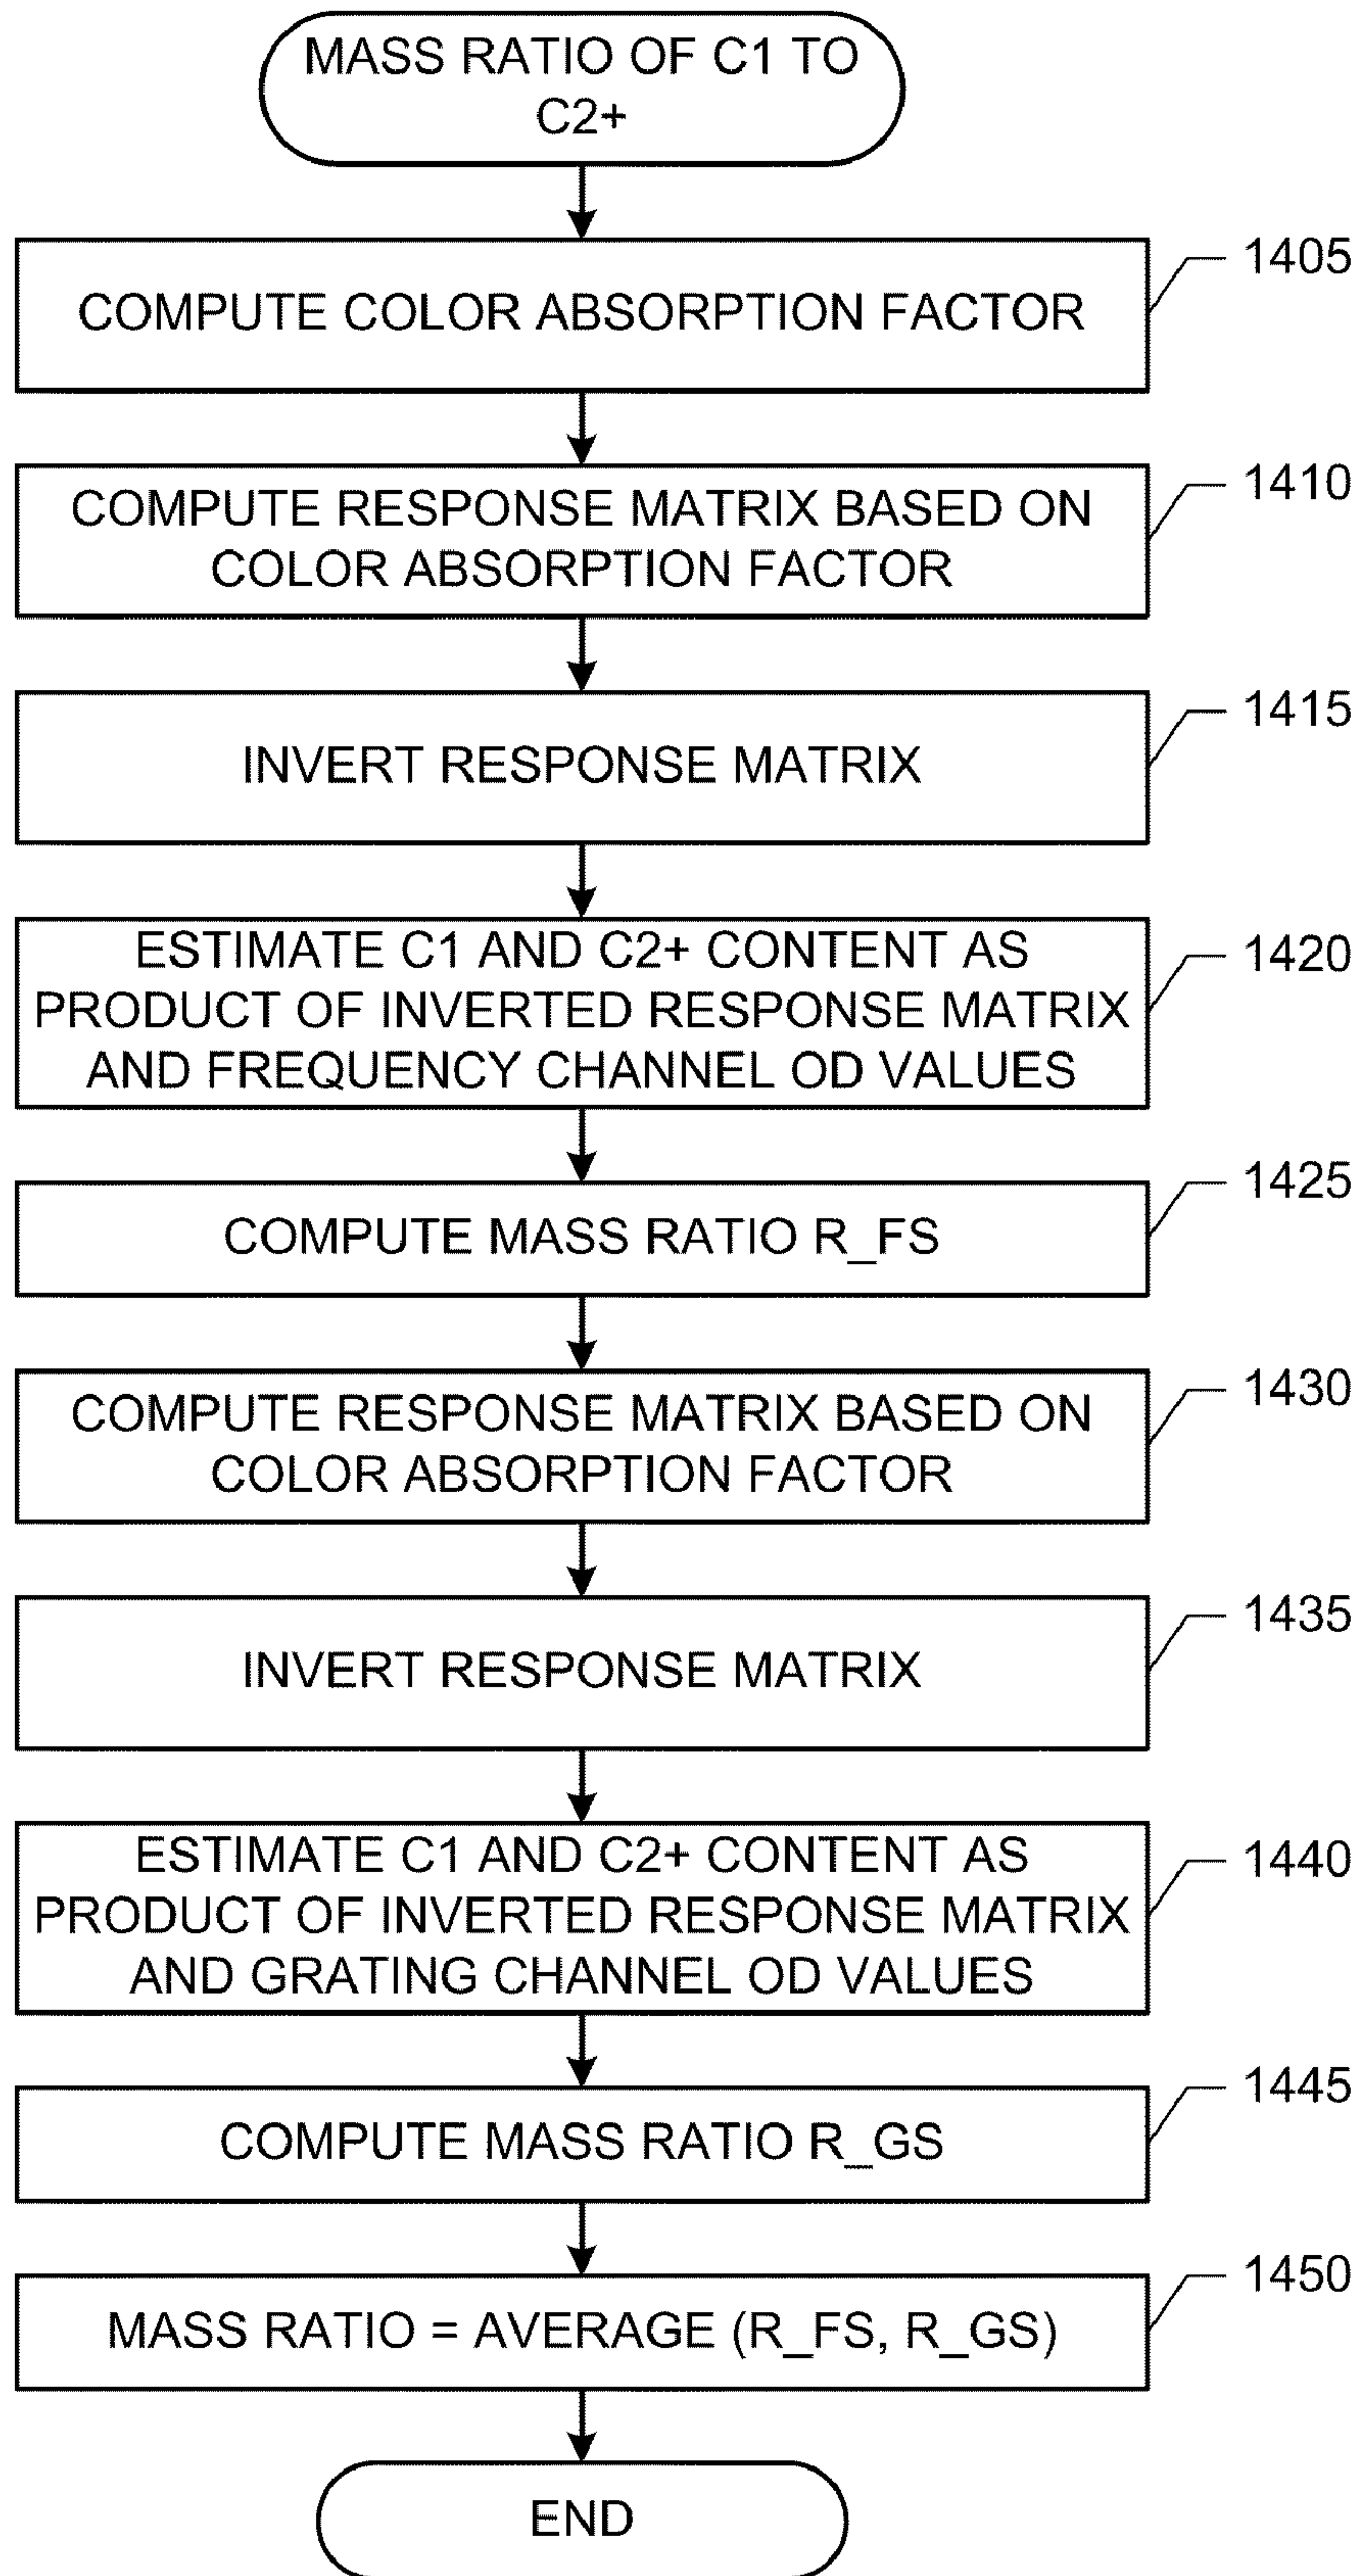 MASS RATIO OF C1 TO
C2+
1405
COMPUTE COLOR ABSORPTION FACTOR
1410
COMPUTE RESPONSE MATRIX BASED ON
COLOR ABSORPTION FACTOR
1415
INVERT RESPONSE MATRIX
1420
ESTIMATE C1 AND C2+ CONTENT AS
PRODUCT OF INVERTED RESPONSE MATRIX
AND FREQUENCY CHANNEL OD VALUES
1425
COMPUTE MASS RATIO R_FS
1430
COMPUTE RESPONSE MATRIX BASED ON
COLOR ABSORPTION FACTOR
1435
INVERT RESPONSE MATRIX
1440
ESTIMATE C1 AND C2+ CONTENT AS
PRODUCT OF INVERTED RESPONSE MATRIX
AND GRATING CHANNEL OD VALUES
1445
COMPUTE MASS RATIO R_GS
1450
MASS RATIO = AVERAGE (R_FS, R_GS)
END